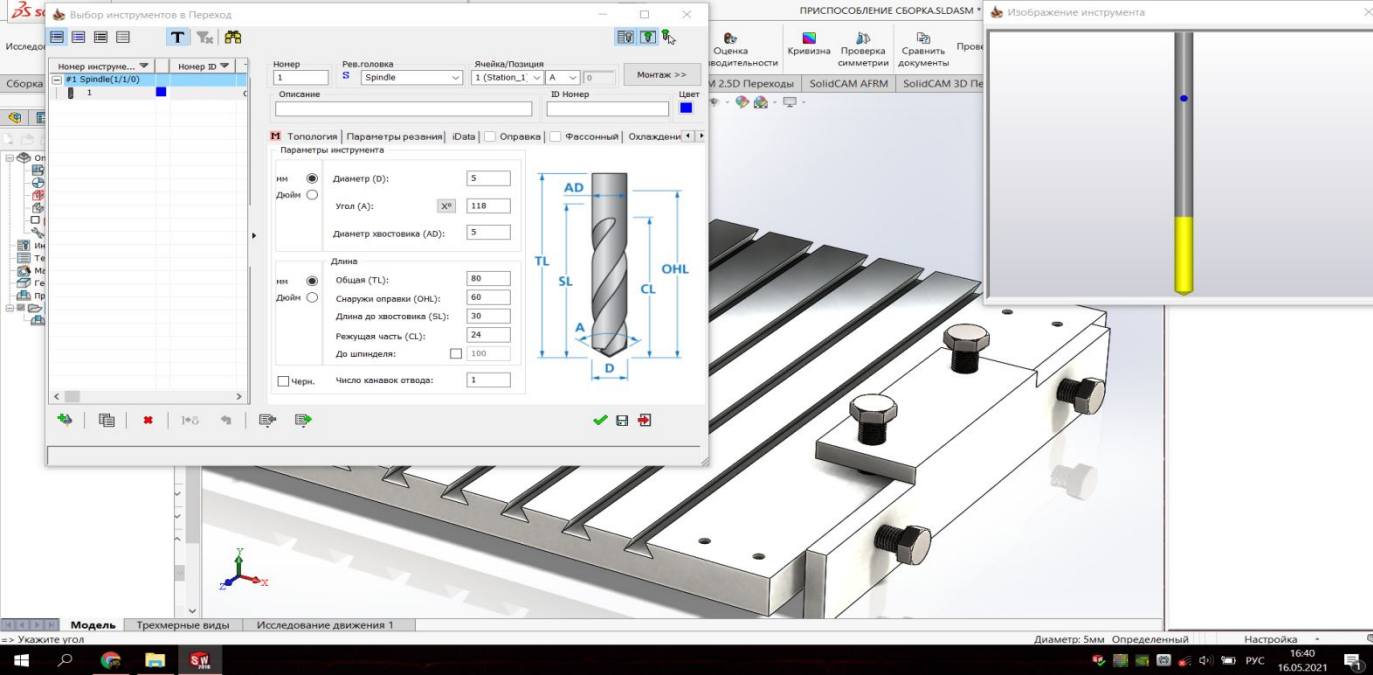 Выбор инструментов в Переход
ПРИСПОСОБЛЕНИЕ СБОРКА.SLDASM *
Изображение инструмента
Номер инструме...
Номер ID
#1 Spindle(1/1/0)
1
Номер
Рев.головка
Ячейка/Позиция
1
S
Spindle
1 (Station_1)
A
0
Монтаж >>
Описание
ID Номер
Цвет
М Топология
Параметры резания
iData
Оправка
Фассонный
Охлаждени
Параметры инструмента
мм
Дюйм
Диаметр (D):
5
Угол (A):
Xº
118
Диаметр хвостовика (AD):
5
Длина
мм
Дюйм
Общая (TL):
80
Снаружи оправки (OHL):
60
Длина до хвостовика (SL):
30
Режущая часть (CL):
24
До шпинделя:
100
Черн.
Число канавок отвода:
1
AD
TL
SL
CL
OHL
A
D
Оценка
Кривизна
Проверка
симметрии
Сравнить
документы
M 2.5D Переходы
SolidCAM AFRM
SolidCAM 3D Пе
Сборка
Y
Z
X
Модель
Трехмерные виды
Исследование движения 1
=> Укажите угол
Диаметр: 5мм
Определенный
Настройка
РУС
16:40
16.05.2021